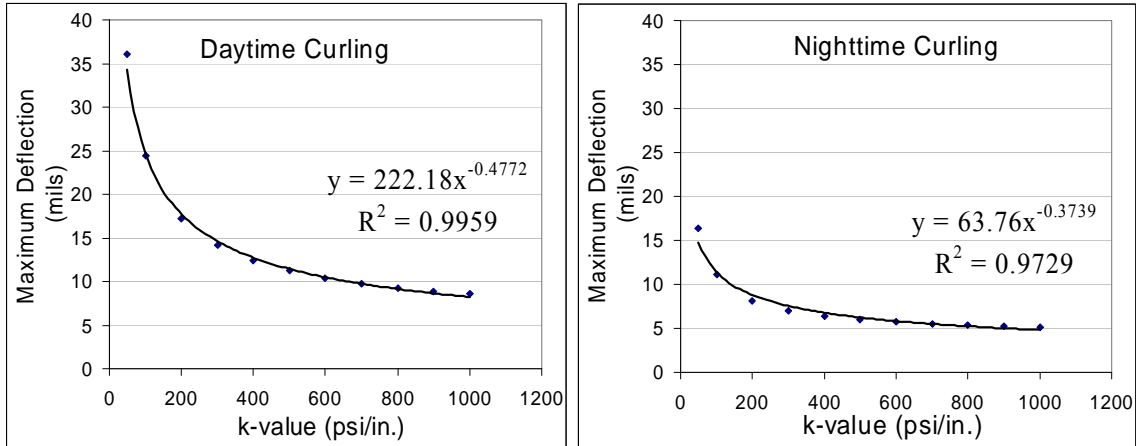 Daytime Curling
Maximum Deflection
(mils)
40
35
30
25
20
15
10
5
0
y = 222.18x^-0.4772
R^2 = 0.9959
0 200 400 600 800 1000 1200
k-value (psi/in.)
Nighttime Curling
Maximum Deflection
(mils)
40
35
30
25
20
15
10
5
0
y = 63.76x^-0.3739
R^2 = 0.9729
0 200 400 600 800 1000 1200
k-value (psi/in.)